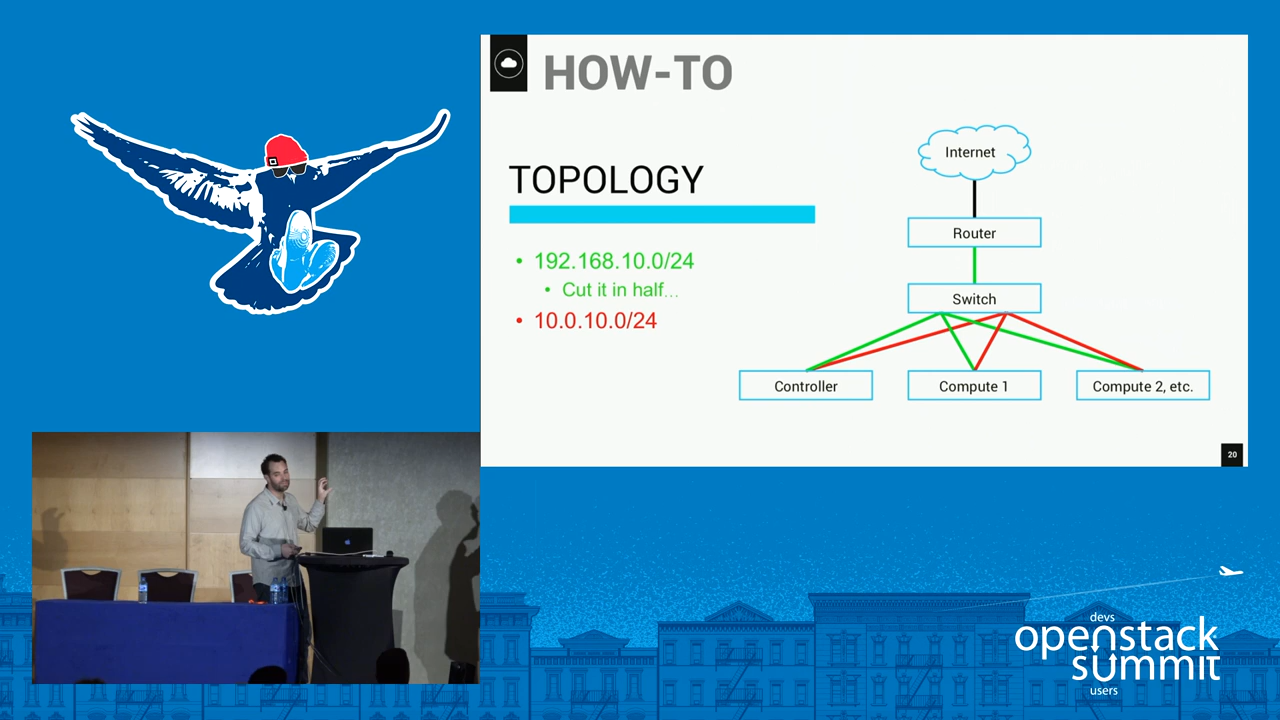 HOW-TO
TOPOLOGY
• 192.168.10.0/24
• Cut it in half...
• 10.0.10.0/24
Internet
Router
Switch
Controller
Compute 1
Compute 2, etc.
20
devs
openstack
summit
users